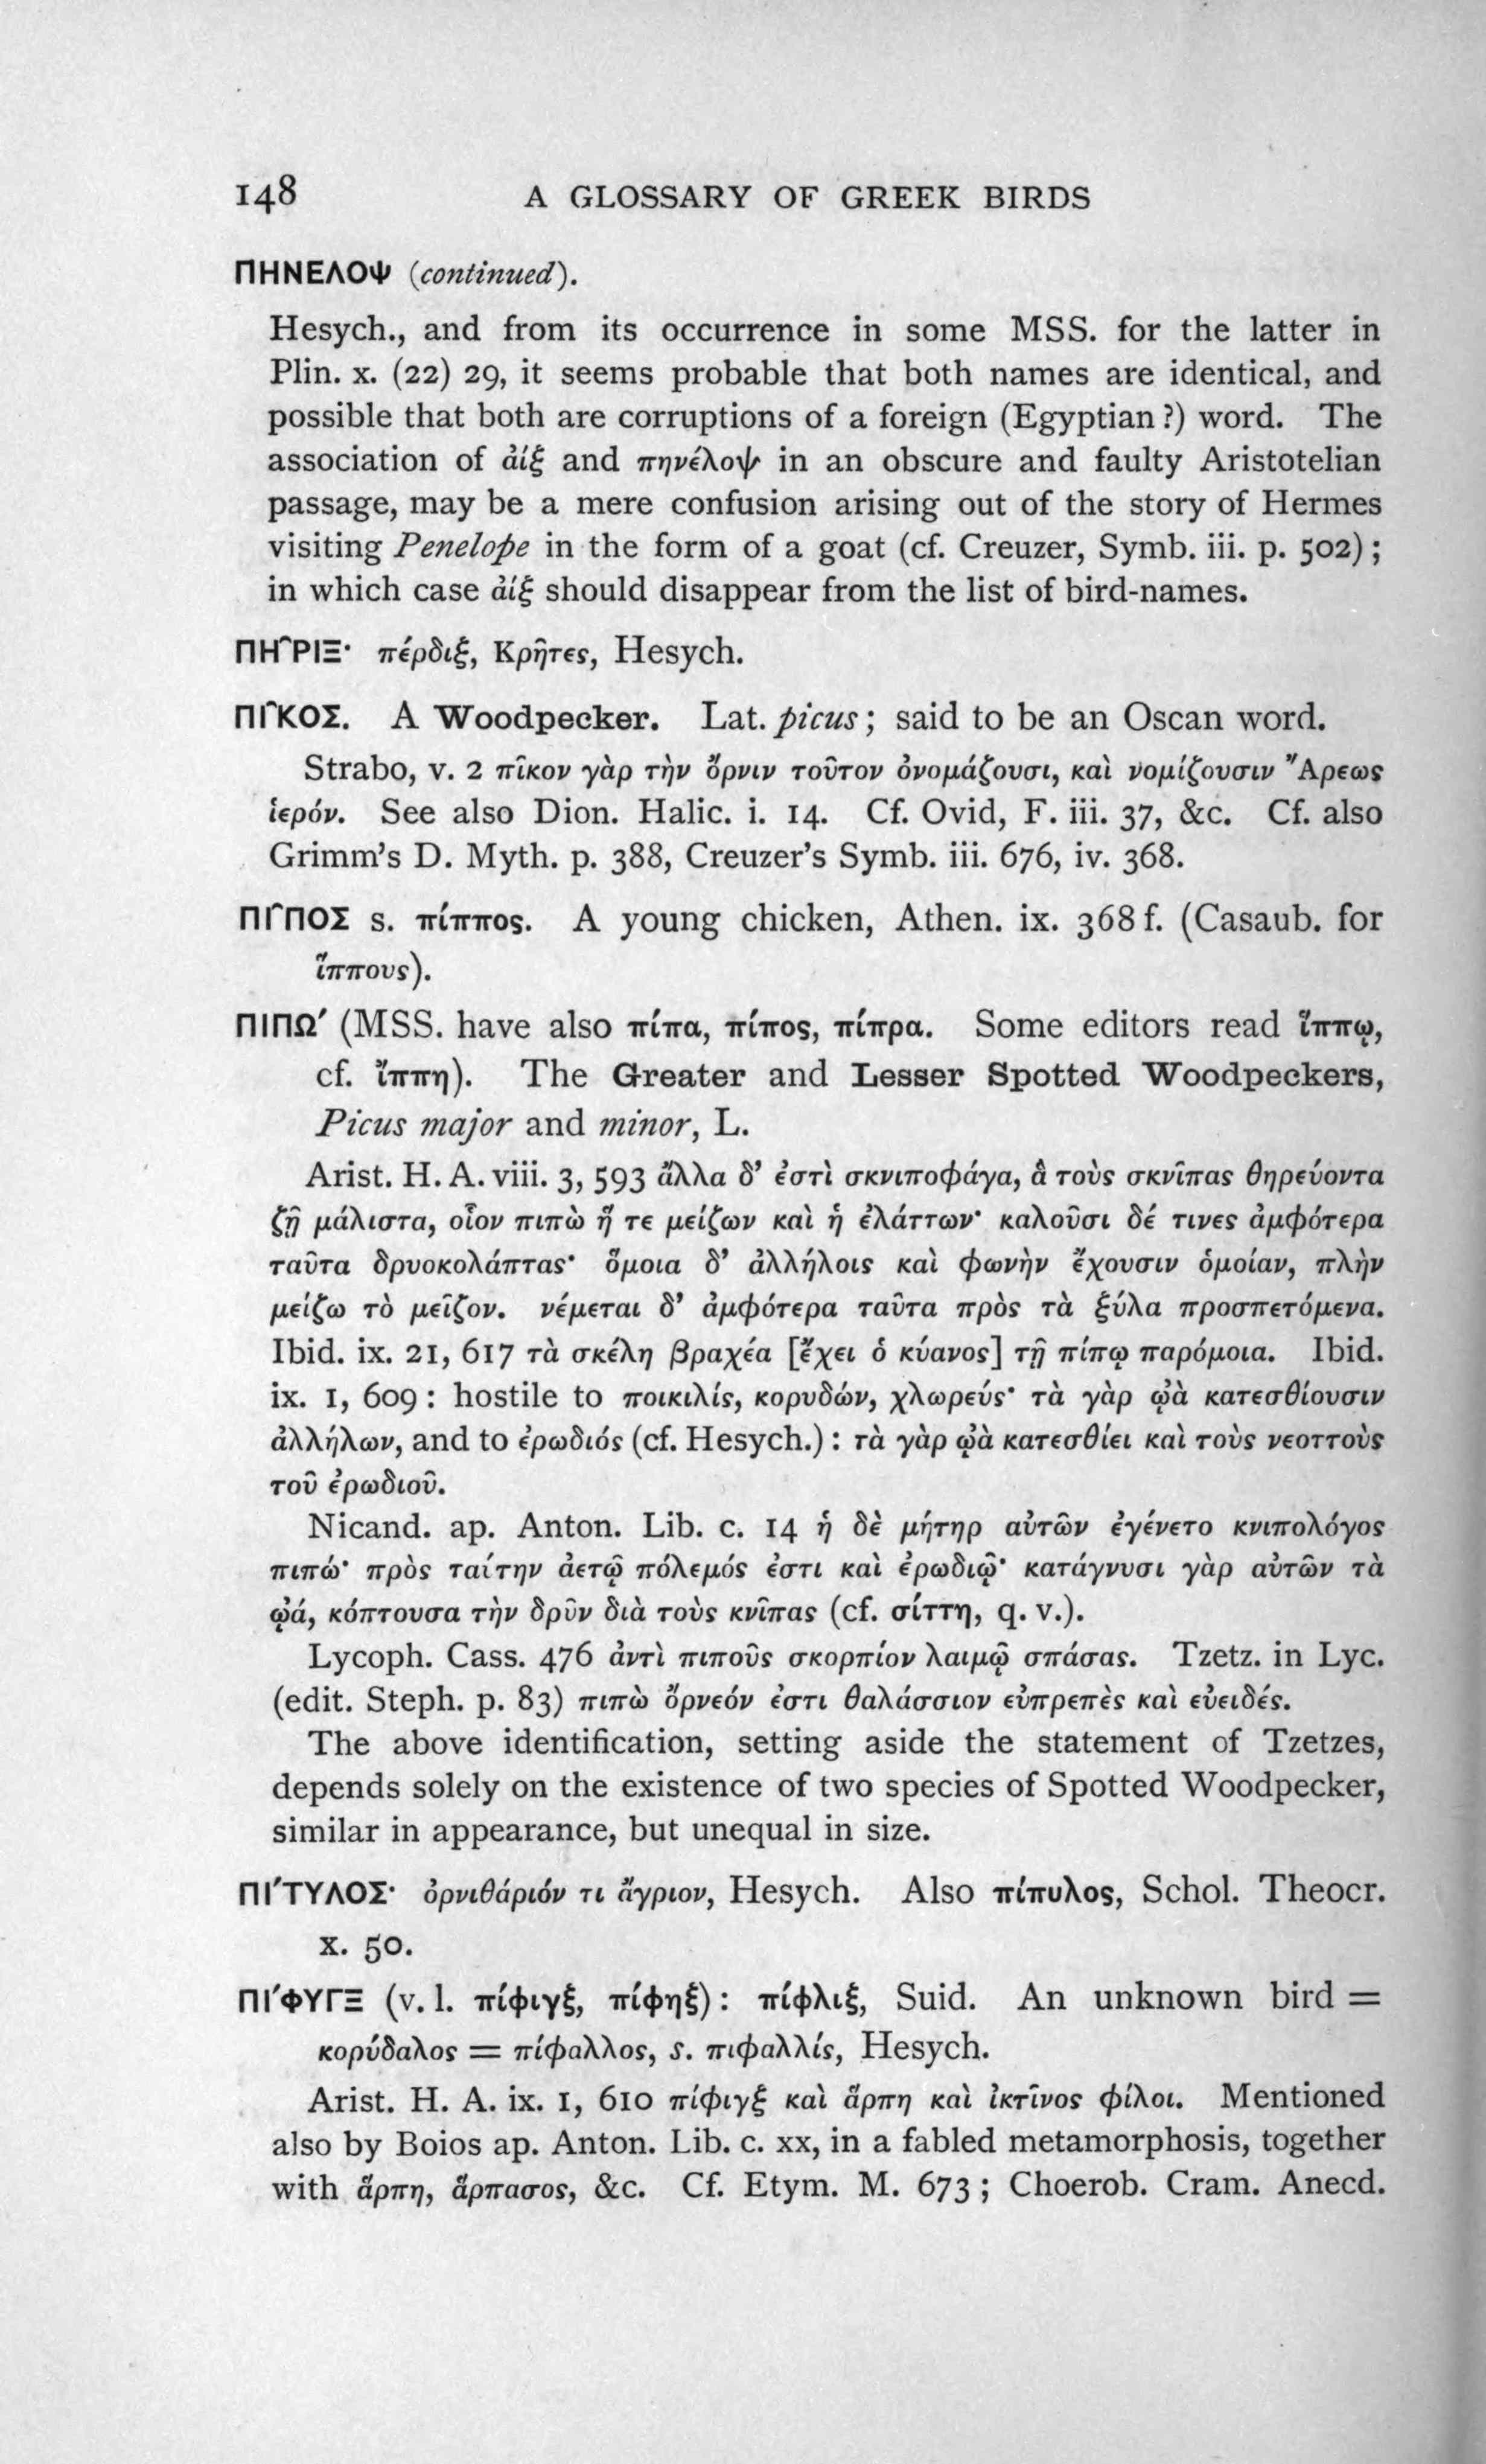 148 A GLOSSARY OF GREEK BIRDS
ΠΗΝΕΛΟΨ (continued).
Hesych., and from its occurrence in some MSS. for the latter in
Plin. x. (22) 29, it seems probable that both names are identical, and
possible that both are corruptions of a foreign (Egyptian ?) word. The
association of αἰξ and πηνέλοψ in an obscure and faulty Aristotelian
passage, may be a mere confusion arising out of the story of Hermes
visiting Penelope in the form of a goat (cf. Creuzer, Symb. iii. p. 502) ;
in which case αἰξ should disappear from the list of bird-names.
ΠΗ͂ΡΙΞ· πέρδιξ, Κρῆτες, Hesych.
ΠΙ͂ΚΟΣ. A Woodpecker. Lat. picus ; said to be an Oscan word.
Strabo, v. 2 πῖκον γὰρ τὴν ὄρνιν τοῦτον ὀνομάζουσι, καὶ νομίζουσιν Ἄρεως
ἱερόν. See also Dion. Halic. i. 14. Cf. Ovid, F. iii. 37, &c. Cf. also
Grimm's D. Myth. p. 388, Creuzer's Symb. iii. 676, iv. 368.
ΠΙ͂ΠΟΣ s. πίππος. A young chicken, Athen. ix. 368 f. (Casaub. for
ἵππους).
ΠΙΠΩ´ (MSS. have also πίπα, πίπος, πίπρα. Some editors read ἵππῳ,
cf. ἵππη). The Greater and Lesser Spotted Woodpeckers,
Picus major and minor, L.
Arist. H. A. viii. 3, 593 ἄλλα δ' ἐστὶ σκνιποφάγα, ἃ τοὺς σκνῖπας θηρεύοντα
ζῇ μάλιστα, οἷον πιπὼ ἥ τε μείζων καὶ ἡ ἐλάττων· καλοῦσι δέ τινες ἀμφότερα
ταῦτα δρυοκολάπτας· ὅμοια δ' ἀλλήλοις καὶ φωνὴν ἔχουσιν ὁμοίαν, πλὴν
μείζω τὸ μεῖζον. νέμεται δ' ἀμφότερα ταῦτα πρὸς τὰ ξύλα προσπετόμενα.
Ibid. ix. 21, 617 τὰ σκέλη βραχέα [ἔχει ὁ κύανος] τῇ πίπῳ παρόμοια. Ibid.
ix. 1, 609 : hostile to ποικιλίς, κορυδών, χλωρεύς· τὰ γὰρ ᾠὰ κατεσθίουσιν
ἀλλήλων, and to ἐρωδιός (cf. Hesych.) : τὰ γὰρ ᾠὰ κατεσθίει καὶ τοὺς νεοττοὺς
τοῦ ἐρωδιοῦ.
Nicand. ap. Anton. Lib. c. 14 ἡ δὲ μήτηρ αὐτῶν ἐγένετο κνιπολόγος
πιπώ· πρὸς ταίτην ἀετῷ πόλεμός ἐστι καὶ ἐρωδιῷ· κατάγνυσι γὰρ αὐτῶν τὰ
ᾠά, κόπτουσα τὴν δρῦν διὰ τοὺς κνῖπας (cf. σίττη, q. v.).
Lycoph. Cass. 476 ἀντὶ πιποῦς σκορπίον λαιμῷ σπάσας. Tzetz. in Lyc.
(edit. Steph. p. 83) πιπὼ ὄρνεόν ἐστι θαλάσσιον εὐπρεπὲς καὶ εὐειδές.
The above identification, setting aside the statement of Tzetzes,
depends solely on the existence of two species of Spotted Woodpecker,
similar in appearance, but unequal in size.
ΠΙ´ΤΥΛΟΣ· ὀρνιθάριόν τι ἄγριον, Hesych. Also πίπυλος, Schol. Theocr.
x. 50.
ΠΙ´ΦΥΓΞ (v. l. πίφιγξ, πίφηξ) : πίφλιξ, Suid. An unknown bird =
κορύδαλος = πίφαλλος, s. πιφαλλίς, Hesych.
Arist. H. A. ix. 1, 610 πίφιγξ καὶ ἅρπη καὶ ἰκτῖνος φίλοι. Mentioned
also by Boios ap. Anton. Lib. c. xx, in a fabled metamorphosis, together
with ἅρπη, ἅρπασος, &c. Cf. Etym. M. 673 ; Choerob. Cram. Anecd.